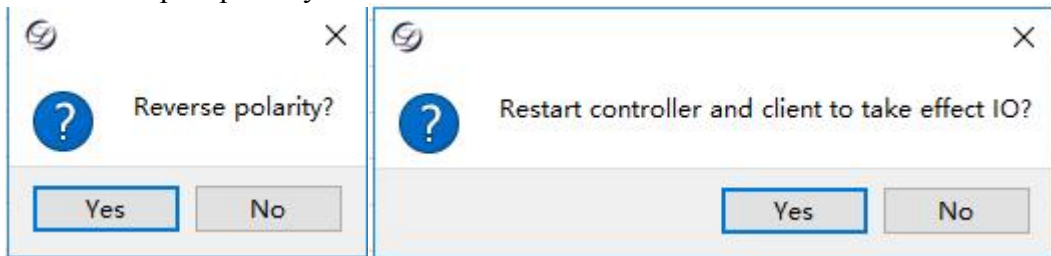 Reverse polarity?
Yes No
Restart controller and client to take effect IO?
Yes No